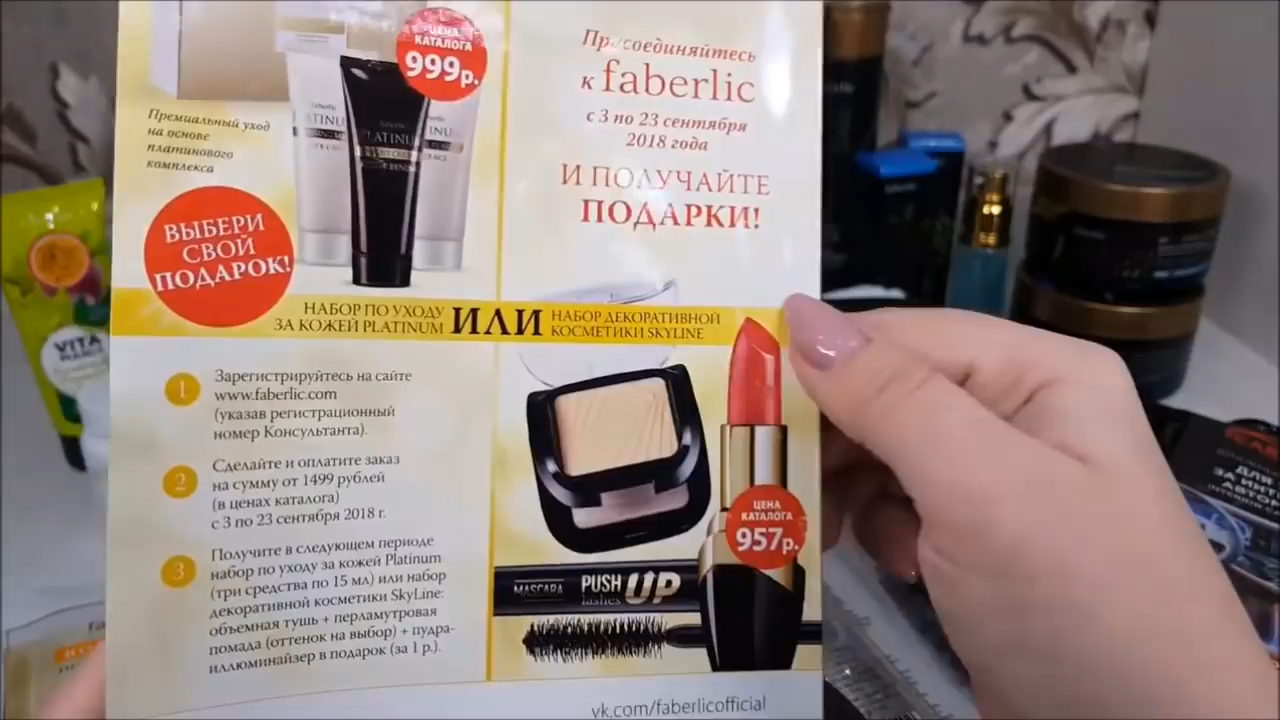 ЦЕНА
КАТАЛОГА
999р.
Премиальный уход
на основе
платинового
комплекса
PLATINUM
ВЫБЕРИ
СВОЙ
ПОДАРОК!
Присоединяйтесь
к faberlic
с 3 по 23 сентября
2018 года
И ПОЛУЧАЙТЕ
ПОДАРКИ!
НАБОР ПО УХОДУ
ЗА КОЖЕЙ PLATINUM
ИЛИ
НАБОР ДЕКОРАТИВНОЙ
КОСМЕТИКИ SKYLINE
1 Зарегистрируйтесь на сайте
www.faberlic.com
(указав регистрационный
номер Консультанта).
2 Сделайте и оплатите заказ
на сумму от 1499 рублей
(в ценах каталога)
с 3 по 23 сентября 2018 г.
3 Получите в следующем периоде
набор по уходу за кожей Platinum
(три средства по 15 мл) или набор
декоративной косметики SkyLine:
объемная тушь + перламутровая
помада (оттенок на выбор) + пудра-
иллюминайзер в подарок (за 1 р.).
ЦЕНА
КАТАЛОГА
957р.
MASCARA PUSH UP
lashes
vk.com/faberlicofficial
VITA
ДЛЯ